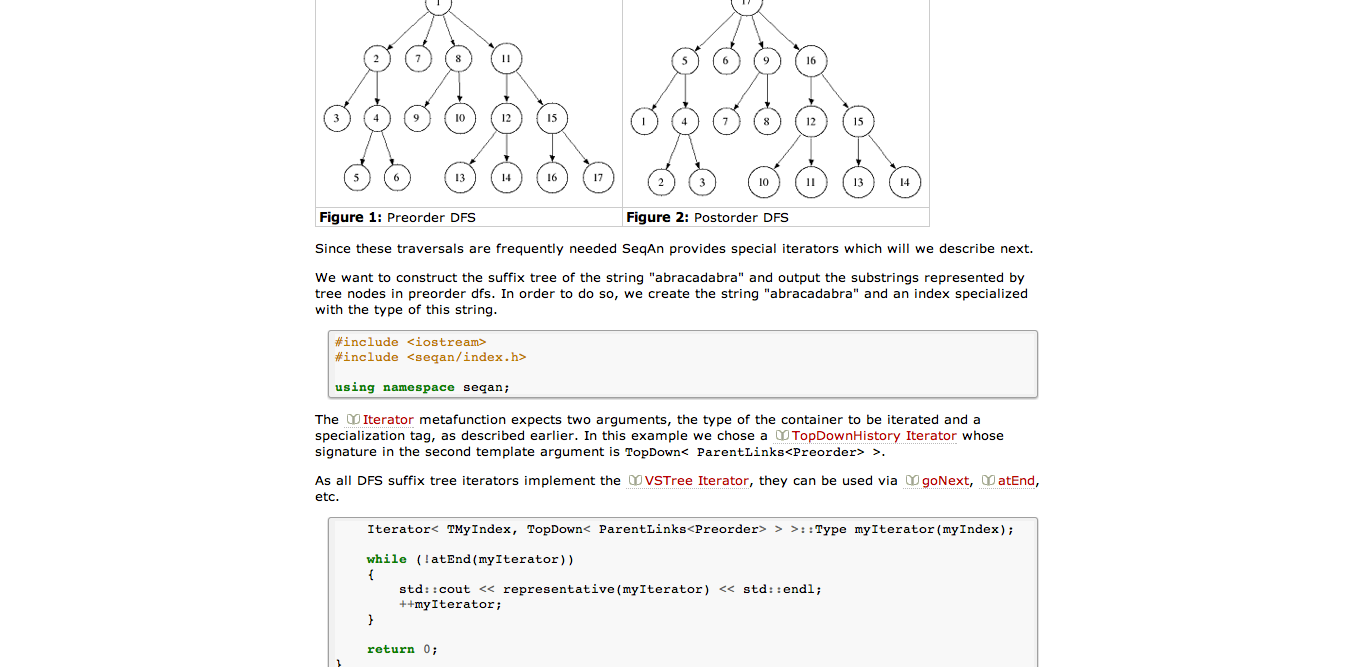 1 17
2 7 8 11 5 6 9 16
3 4 9 10 12 15 1 4 7 8 12 15
5 6 13 14 16 17 2 3 10 11 13 14
Figure 1: Preorder DFS Figure 2: Postorder DFS
Since these traversals are frequently needed SeqAn provides special iterators which will we describe next.
We want to construct the suffix tree of the string "abracadabra" and output the substrings represented by
tree nodes in preorder dfs. In order to do so, we create the string "abracadabra" and an index specialized
with the type of this string.
#include <iostream>
#include <seqan/index.h>
using namespace seqan;
The Iterator metafunction expects two arguments, the type of the container to be iterated and a
specialization tag, as described earlier. In this example we chose a TopDownHistory Iterator whose
signature in the second template argument is TopDown< ParentLinks<Preorder> >.
As all DFS suffix tree iterators implement the VSTree Iterator, they can be used via goNext, atEnd,
etc.
Iterator< TMyIndex, TopDown< ParentLinks<Preorder> > >::Type myIterator(myIndex);
while (!atEnd(myIterator))
{
std::cout << representative(myIterator) << std::endl;
++myIterator;
}
return 0;
}